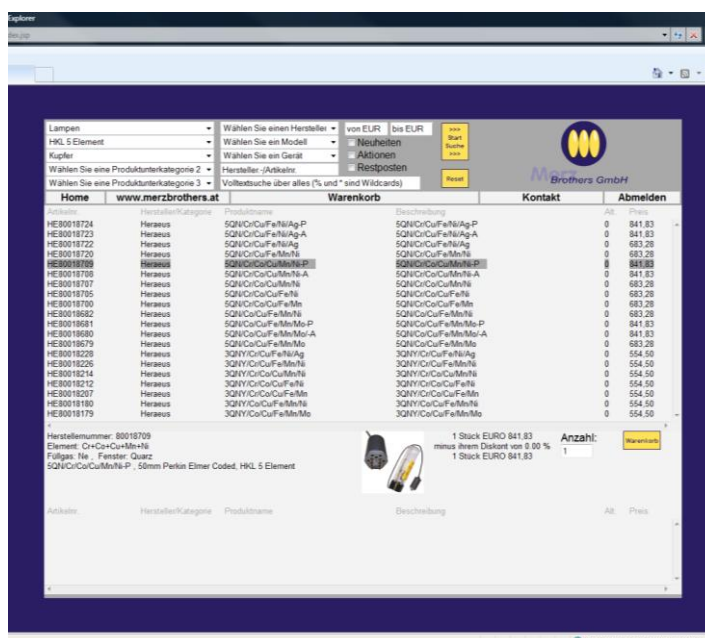 Explorer
dex.jsp
Lampen Wählen Sie einen Hersteller von EUR bis EUR >>> Start Suche >>>
HKL 5 Element Wählen Sie ein Modell Neuheiten
Kupfer Wählen Sie ein Gerät Aktionen
Wählen Sie eine Produktunterkategorie 2 Hersteller-/Artikelnr. Restposten
Wählen Sie eine Produktunterkategorie 3 Volltextsuche über alles (% und * sind Wildcards) Reset
Merz
Brothers GmbH
Home www.merzbrothers.at Warenkorb Kontakt Abmelden
Artikelnr. Hersteller/Kategorie Produktname Beschreibung Alt Preis
HE80018724 Heraeus 5QN/Cr/Cu/Fe/Ni/Ag-P 5QN/Cr/Cu/Fe/Ni/Ag-P 0 841,83
HE80018723 Heraeus 5QN/Cr/Cu/Fe/Ni/Ag-A 5QN/Cr/Cu/Fe/Ni/Ag-A 0 841,83
HE80018722 Heraeus 5QN/Cr/Cu/Fe/Ni/Ag 5QN/Cr/Cu/Fe/Ni/Ag 0 683,28
HE80018720 Heraeus 5QN/Cr/Cu/Fe/Mn/Ni 5QN/Cr/Cu/Fe/Mn/Ni 0 683,28
HE80018709 Heraeus 5QN/Cr/Co/Cu/Mn/Ni-P 5QN/Cr/Co/Cu/Mn/Ni-P 0 841,83
HE80018708 Heraeus 5QN/Cr/Co/Cu/Mn/Ni-A 5QN/Cr/Co/Cu/Mn/Ni-A 0 841,83
HE80018707 Heraeus 5QN/Cr/Co/Cu/Mn/Ni 5QN/Cr/Co/Cu/Mn/Ni 0 683,28
HE80018705 Heraeus 5QN/Cr/Co/Cu/Fe/Ni 5QN/Cr/Co/Cu/Fe/Ni 0 683,28
HE80018700 Heraeus 5QN/Cr/Co/Cu/Fe/Mn 5QN/Cr/Co/Cu/Fe/Mn 0 683,28
HE80018682 Heraeus 5QN/Co/Cu/Fe/Mn/Ni 5QN/Co/Cu/Fe/Mn/Ni 0 683,28
HE80018681 Heraeus 5QN/Co/Cu/Fe/Mn/Mo-P 5QN/Co/Cu/Fe/Mn/Mo-P 0 841,83
HE80018680 Heraeus 5QN/Co/Cu/Fe/Mn/Mo/-A 5QN/Co/Cu/Fe/Mn/Mo/-A 0 841,83
HE80018679 Heraeus 5QN/Co/Cu/Fe/Mn/Mo 5QN/Co/Cu/Fe/Mn/Mo 0 683,28
HE80018228 Heraeus 3QNY/Cr/Cu/Fe/Ni/Ag 3QNY/Cr/Cu/Fe/Ni/Ag 0 554,50
HE80018226 Heraeus 3QNY/Cr/Cu/Fe/Mn/Ni 3QNY/Cr/Cu/Fe/Mn/Ni 0 554,50
HE80018214 Heraeus 3QNY/Cr/Co/Cu/Mn/Ni 3QNY/Cr/Co/Cu/Mn/Ni 0 554,50
HE80018212 Heraeus 3QNY/Cr/Co/Cu/Fe/Ni 3QNY/Cr/Co/Cu/Fe/Ni 0 554,50
HE80018207 Heraeus 3QNY/Cr/Co/Cu/Fe/Mn 3QNY/Cr/Co/Cu/Fe/Mn 0 554,50
HE80018180 Heraeus 3QNY/Co/Cu/Fe/Mn/Ni 3QNY/Co/Cu/Fe/Mn/Ni 0 554,50
HE80018179 Heraeus 3QNY/Co/Cu/Fe/Mn/Mo 3QNY/Co/Cu/Fe/Mn/Mo 0 554,50
Herstellernummer: 80018709 1 Stück EURO 841,83 Anzahl: Warenkorb
Element: Cr+Co+Cu+Mn+Ni minus ihrem Diskont von 0.00 % 1
Füllgas: Ne , Fenster: Quarz 1 Stück EURO 841,83
5QN/Cr/Co/Cu/Mn/Ni-P , 50mm Perkin Elmer Coded, HKL 5 Element
Artikelnr. Hersteller/Kategorie Produktname Beschreibung Alt Preis